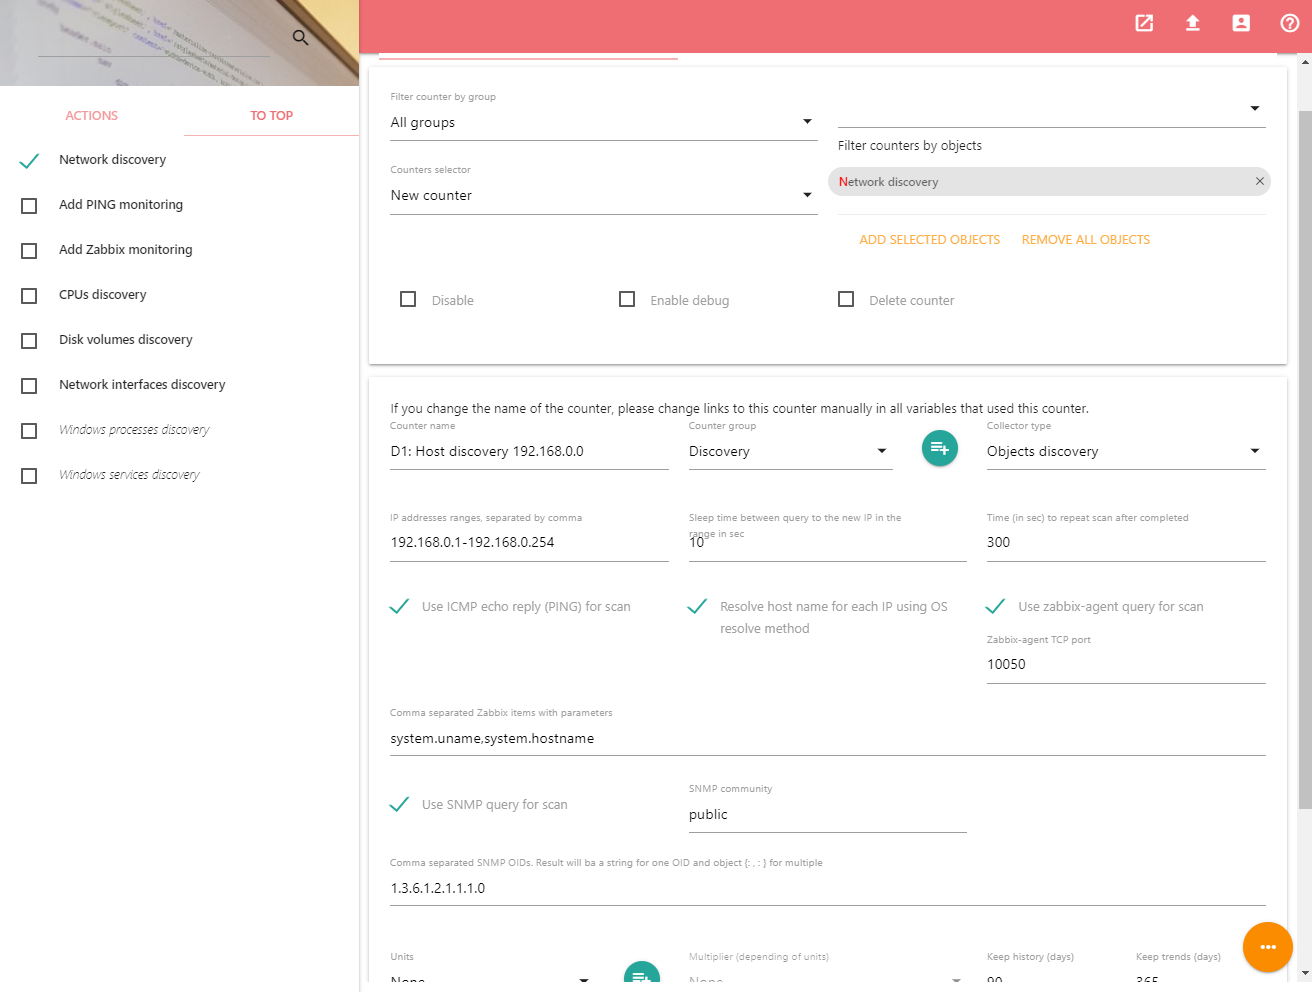 ACTIONS
TO TOP
Network discovery
Add PING monitoring
Add Zabbix monitoring
CPUs discovery
Disk volumes discovery
Network interfaces discovery
Windows processes discovery
Windows services discovery
Filter counter by group
All groups
Filter counters by objects
Counters selector
New counter
Network discovery
ADD SELECTED OBJECTS
REMOVE ALL OBJECTS
Disable
Enable debug
Delete counter
If you change the name of the counter, please change links to this counter manually in all variables that used this counter.
Counter name
D1: Host discovery 192.168.0.0
Counter group
Discovery
Collector type
Objects discovery
IP addresses ranges, separated by comma
192.168.0.1-192.168.0.254
Sleep time between query to the new IP in the
range in sec
10
Time (in sec) to repeat scan after completed
300
Use ICMP echo reply (PING) for scan
Resolve host name for each IP using OS
resolve method
Use zabbix-agent query for scan
Zabbix-agent TCP port
10050
Comma separated Zabbix items with parameters
system.uname,system.hostname
Use SNMP query for scan
SNMP community
public
Comma separated SNMP OIDs. Result will ba a string for one OID and object {: , : } for multiple
1.3.6.1.2.1.1.1.0
Units
None
Multiplier (depending of units)
None
Keep history (days)
90
Keep trends (days)
365